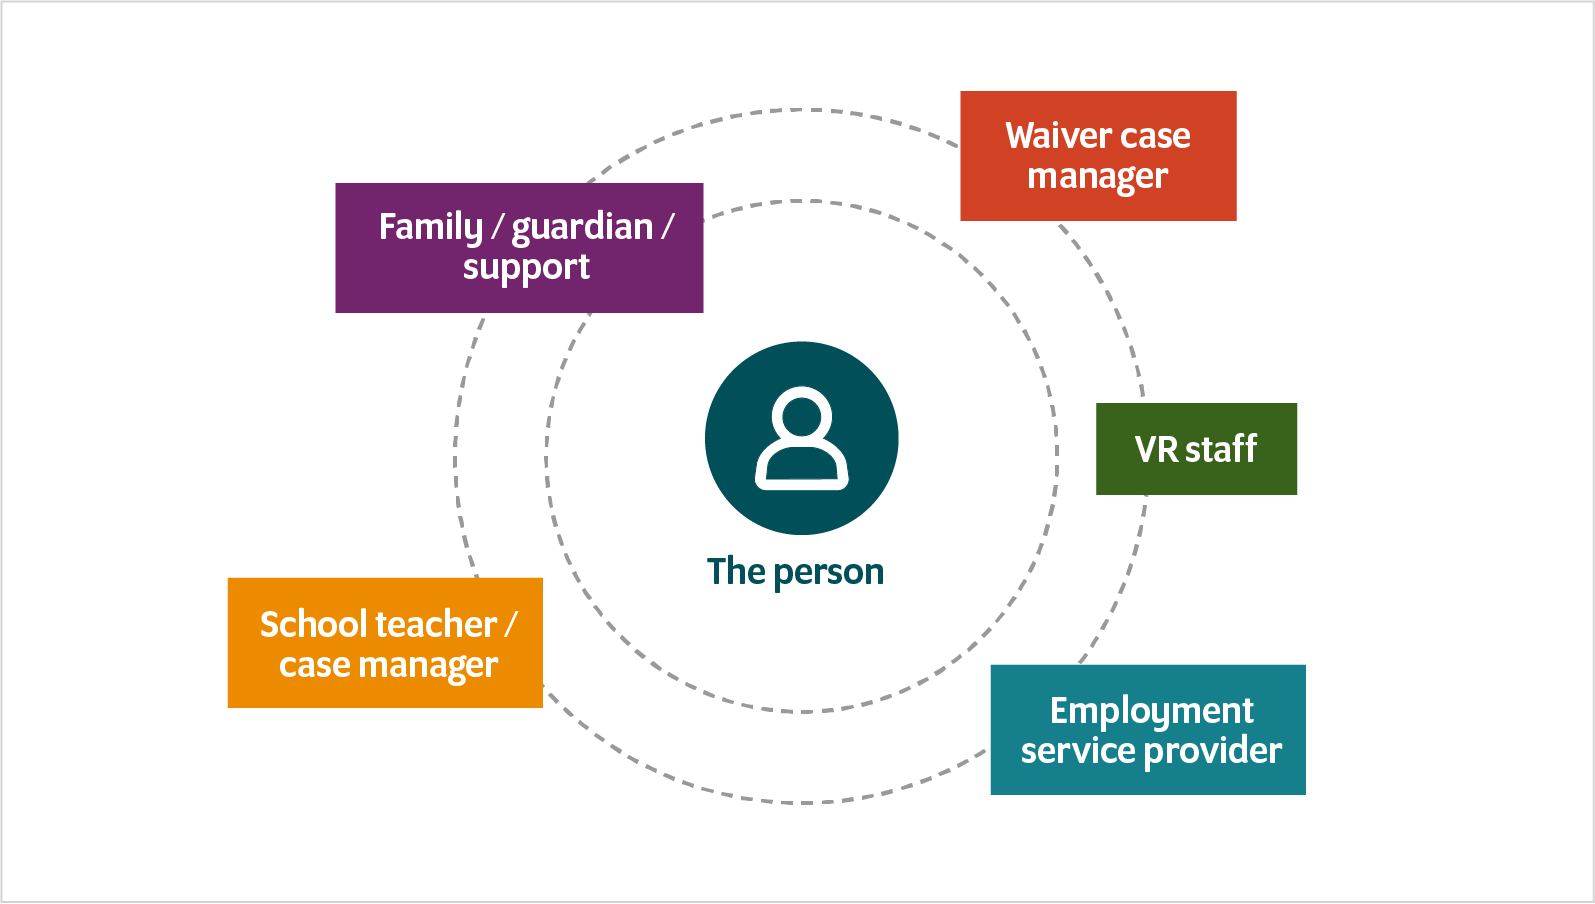 Waiver case
manager
Family / guardian /
support
VR staff
The person
School teacher /
case manager
Employment
service provider